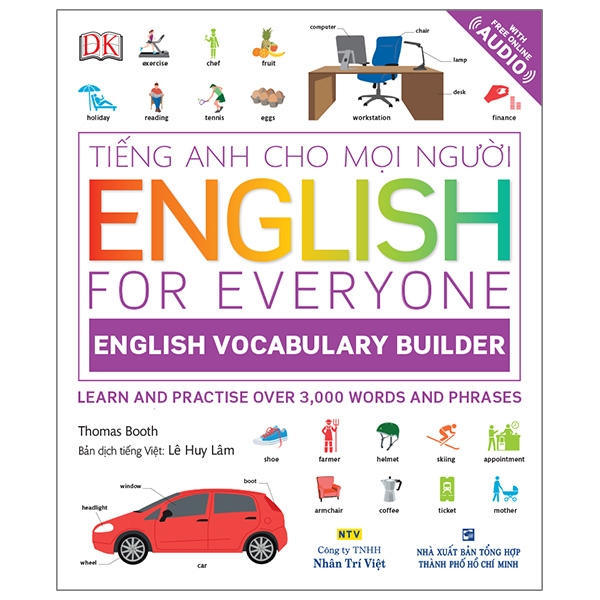 DK
WITH
FREE ONLINE
AUDIO
exercise
chef
fruit
computer
chair
lamp
desk
holiday
reading
tennis
eggs
workstation
finance
TIẾNG ANH CHO MỌI NGƯỜI
ENGLISH
FOR EVERYONE
ENGLISH VOCABULARY BUILDER
LEARN AND PRACTISE OVER 3,000 WORDS AND PHRASES
Thomas Booth
Bản dịch tiếng Việt: Lê Huy Lâm
shoe
farmer
helmet
skiing
appointment
armchair
coffee
ticket
mother
window
boot
headlight
wheel
car
NTV
Công ty TNHH
Nhân Trí Việt
NHÀ XUẤT BẢN TỔNG HỢP
THÀNH PHỐ HỒ CHÍ MINH